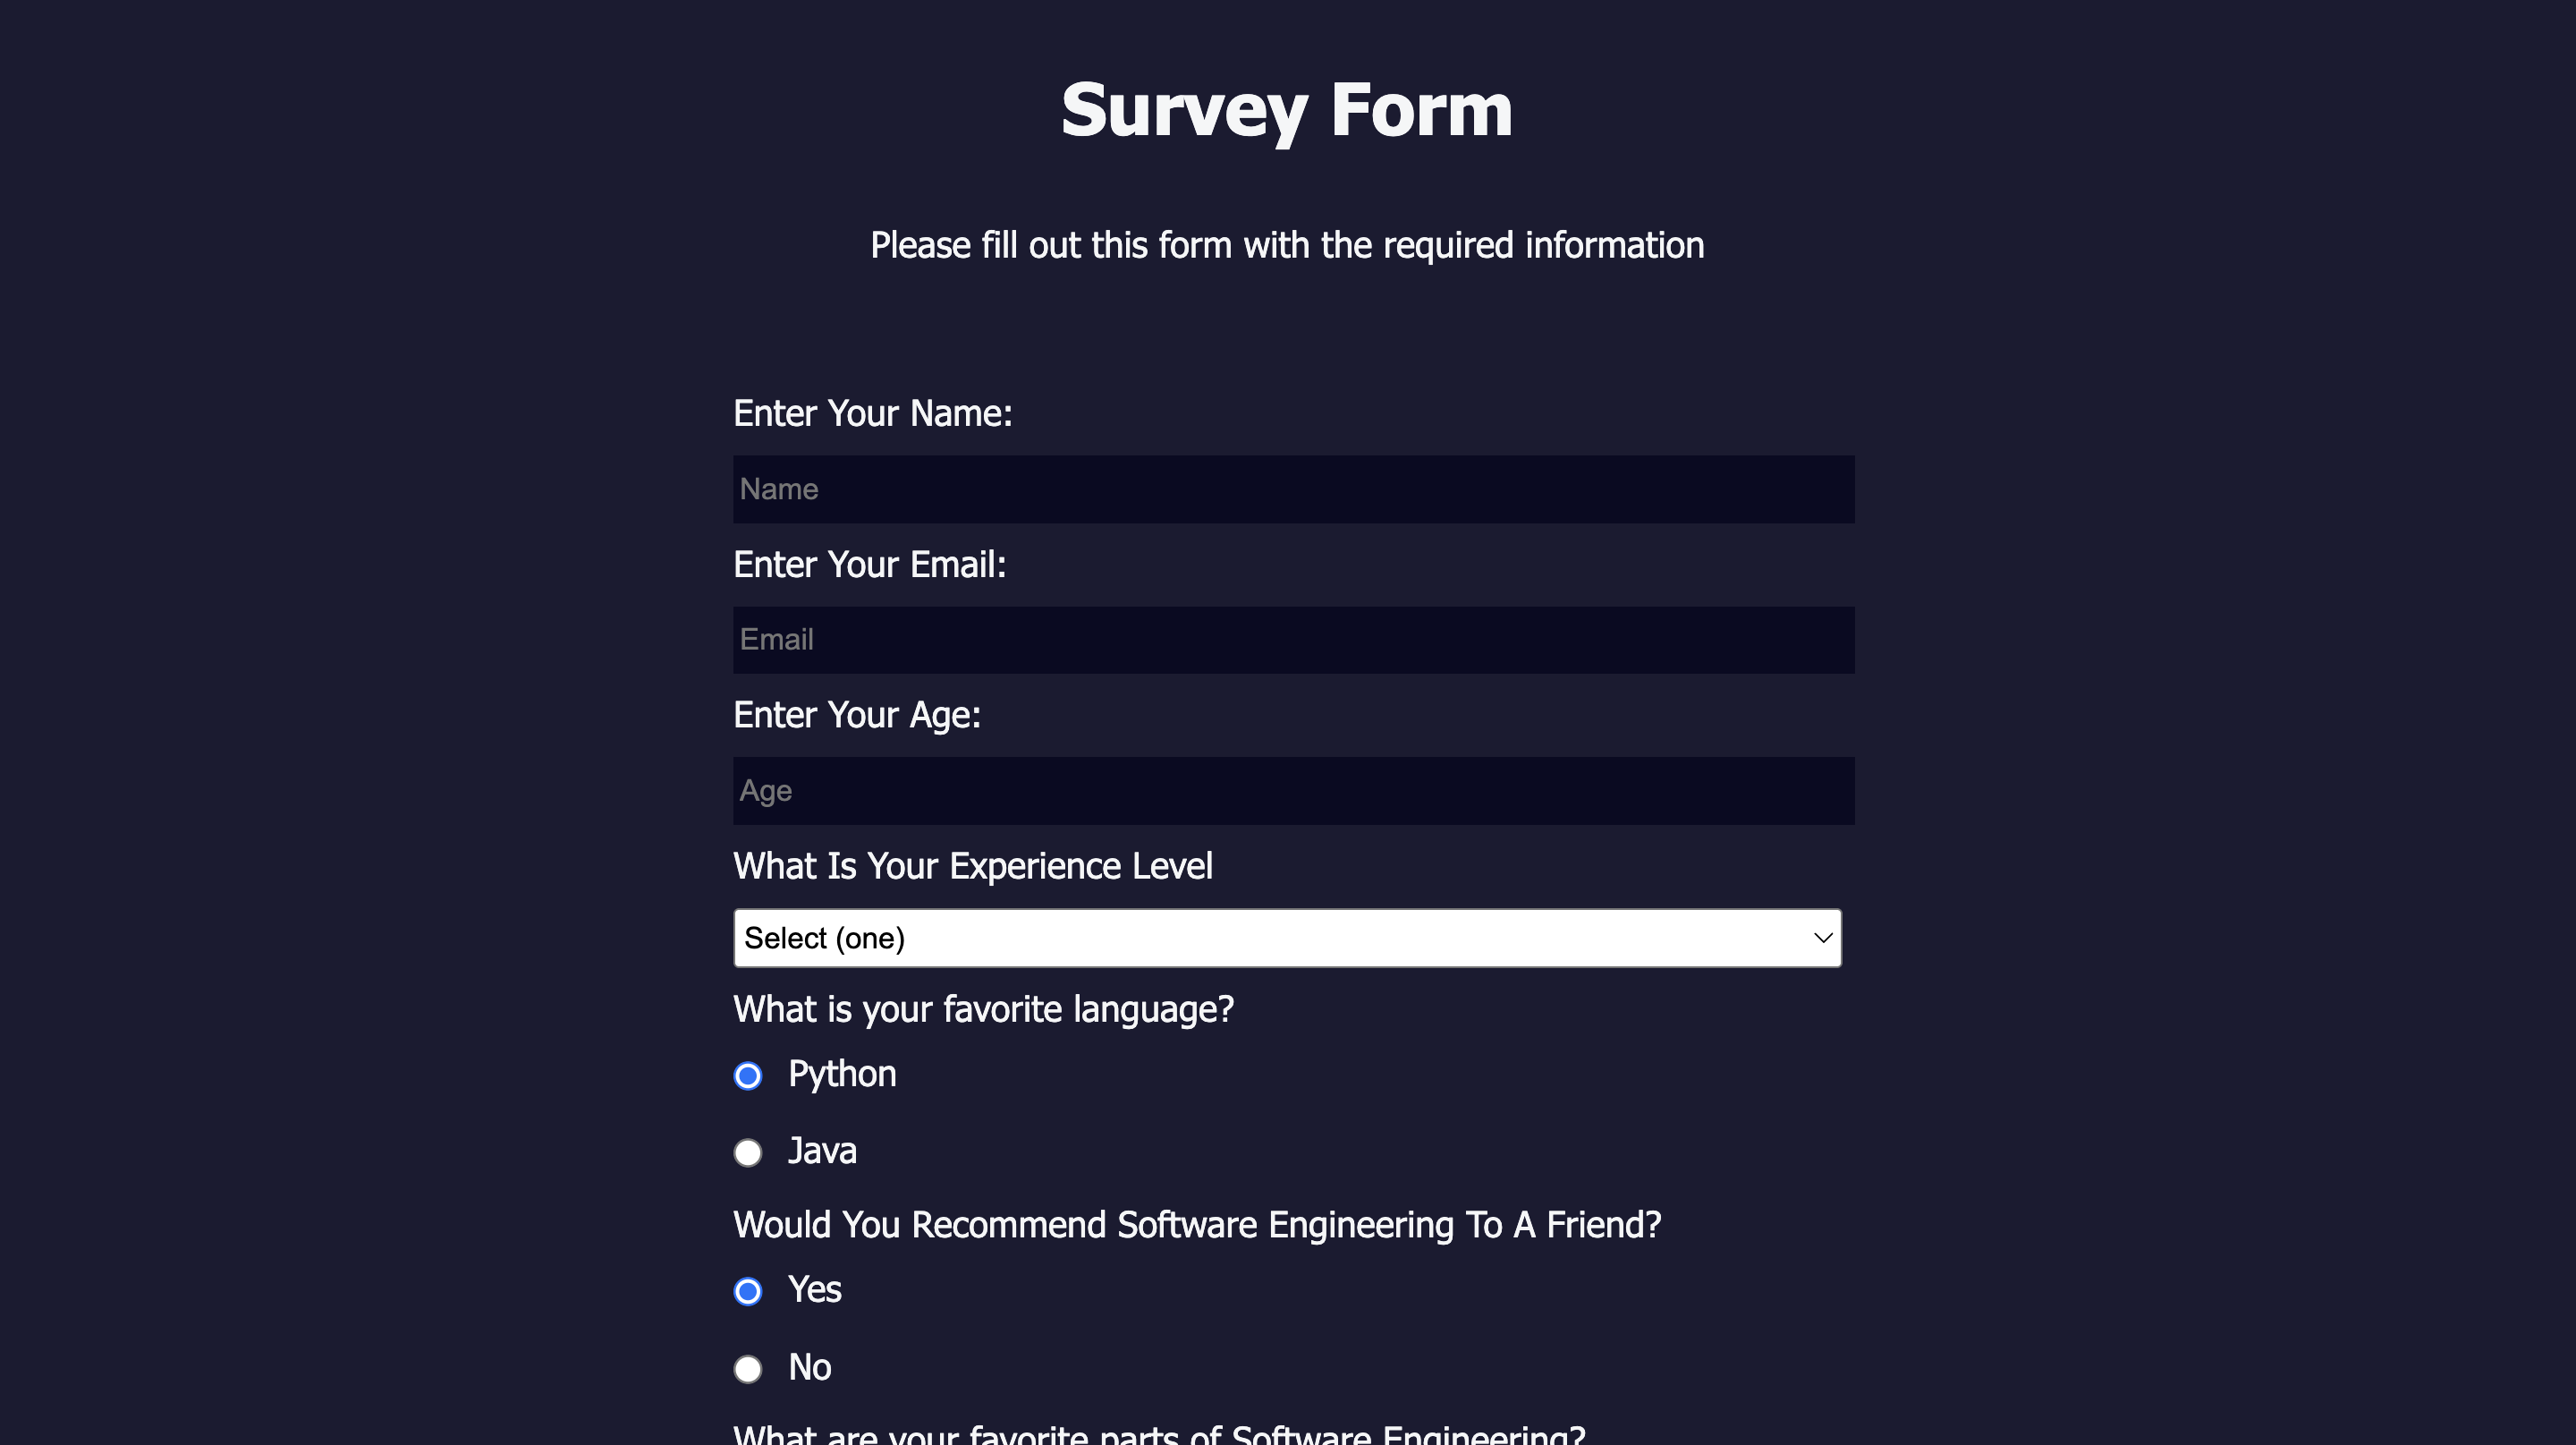 Survey Form
Please fill out this form with the required information
Enter Your Name:
Name
Enter Your Email:
Email
Enter Your Age:
Age
What Is Your Experience Level
Select (one)
What is your favorite language?
Python
Java
Would You Recommend Software Engineering To A Friend?
Yes
No
What are your favorite parts of Software Engineering?